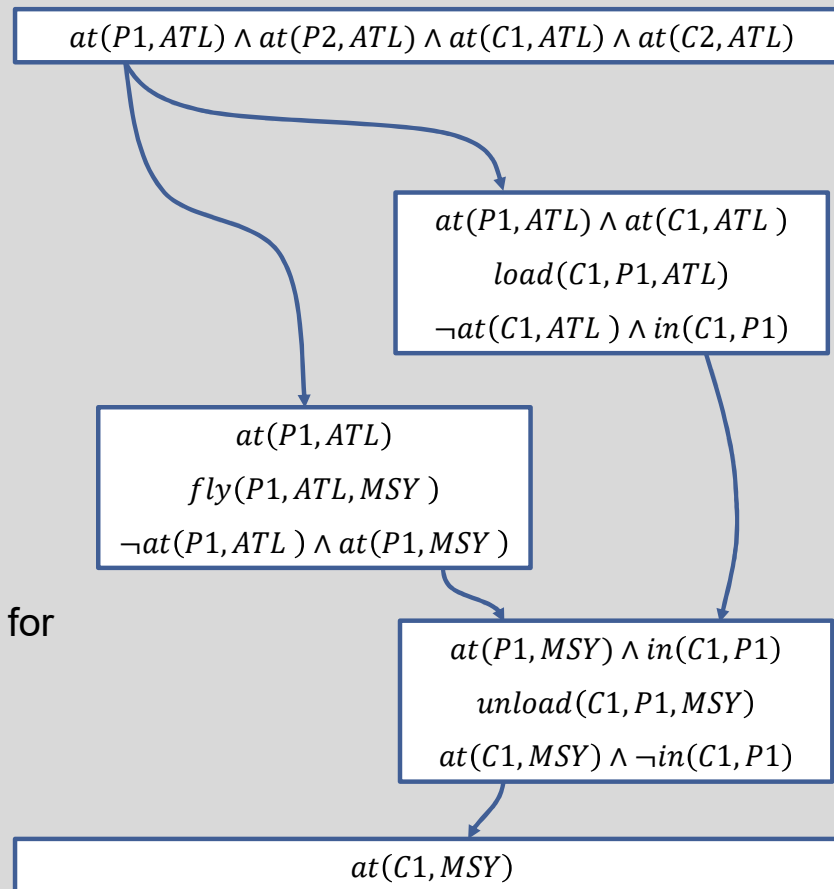 at(P1, ATL) ∧ at(P2, ATL) ∧ at(C1, ATL) ∧ at(C2, ATL)
at(P1, ATL) ∧ at(C1, ATL )
load(C1, P1, ATL)
¬at(C1, ATL ) ∧ in(C1, P1)
at(P1, ATL)
fly(P1, ATL, MSY )
¬at(P1, ATL ) ∧ at(P1, MSY )
for
at(P1, MSY) ∧ in(C1, P1)
unload(C1, P1, MSY)
at(C1, MSY) ∧ ¬in(C1, P1)
at(C1, MSY)